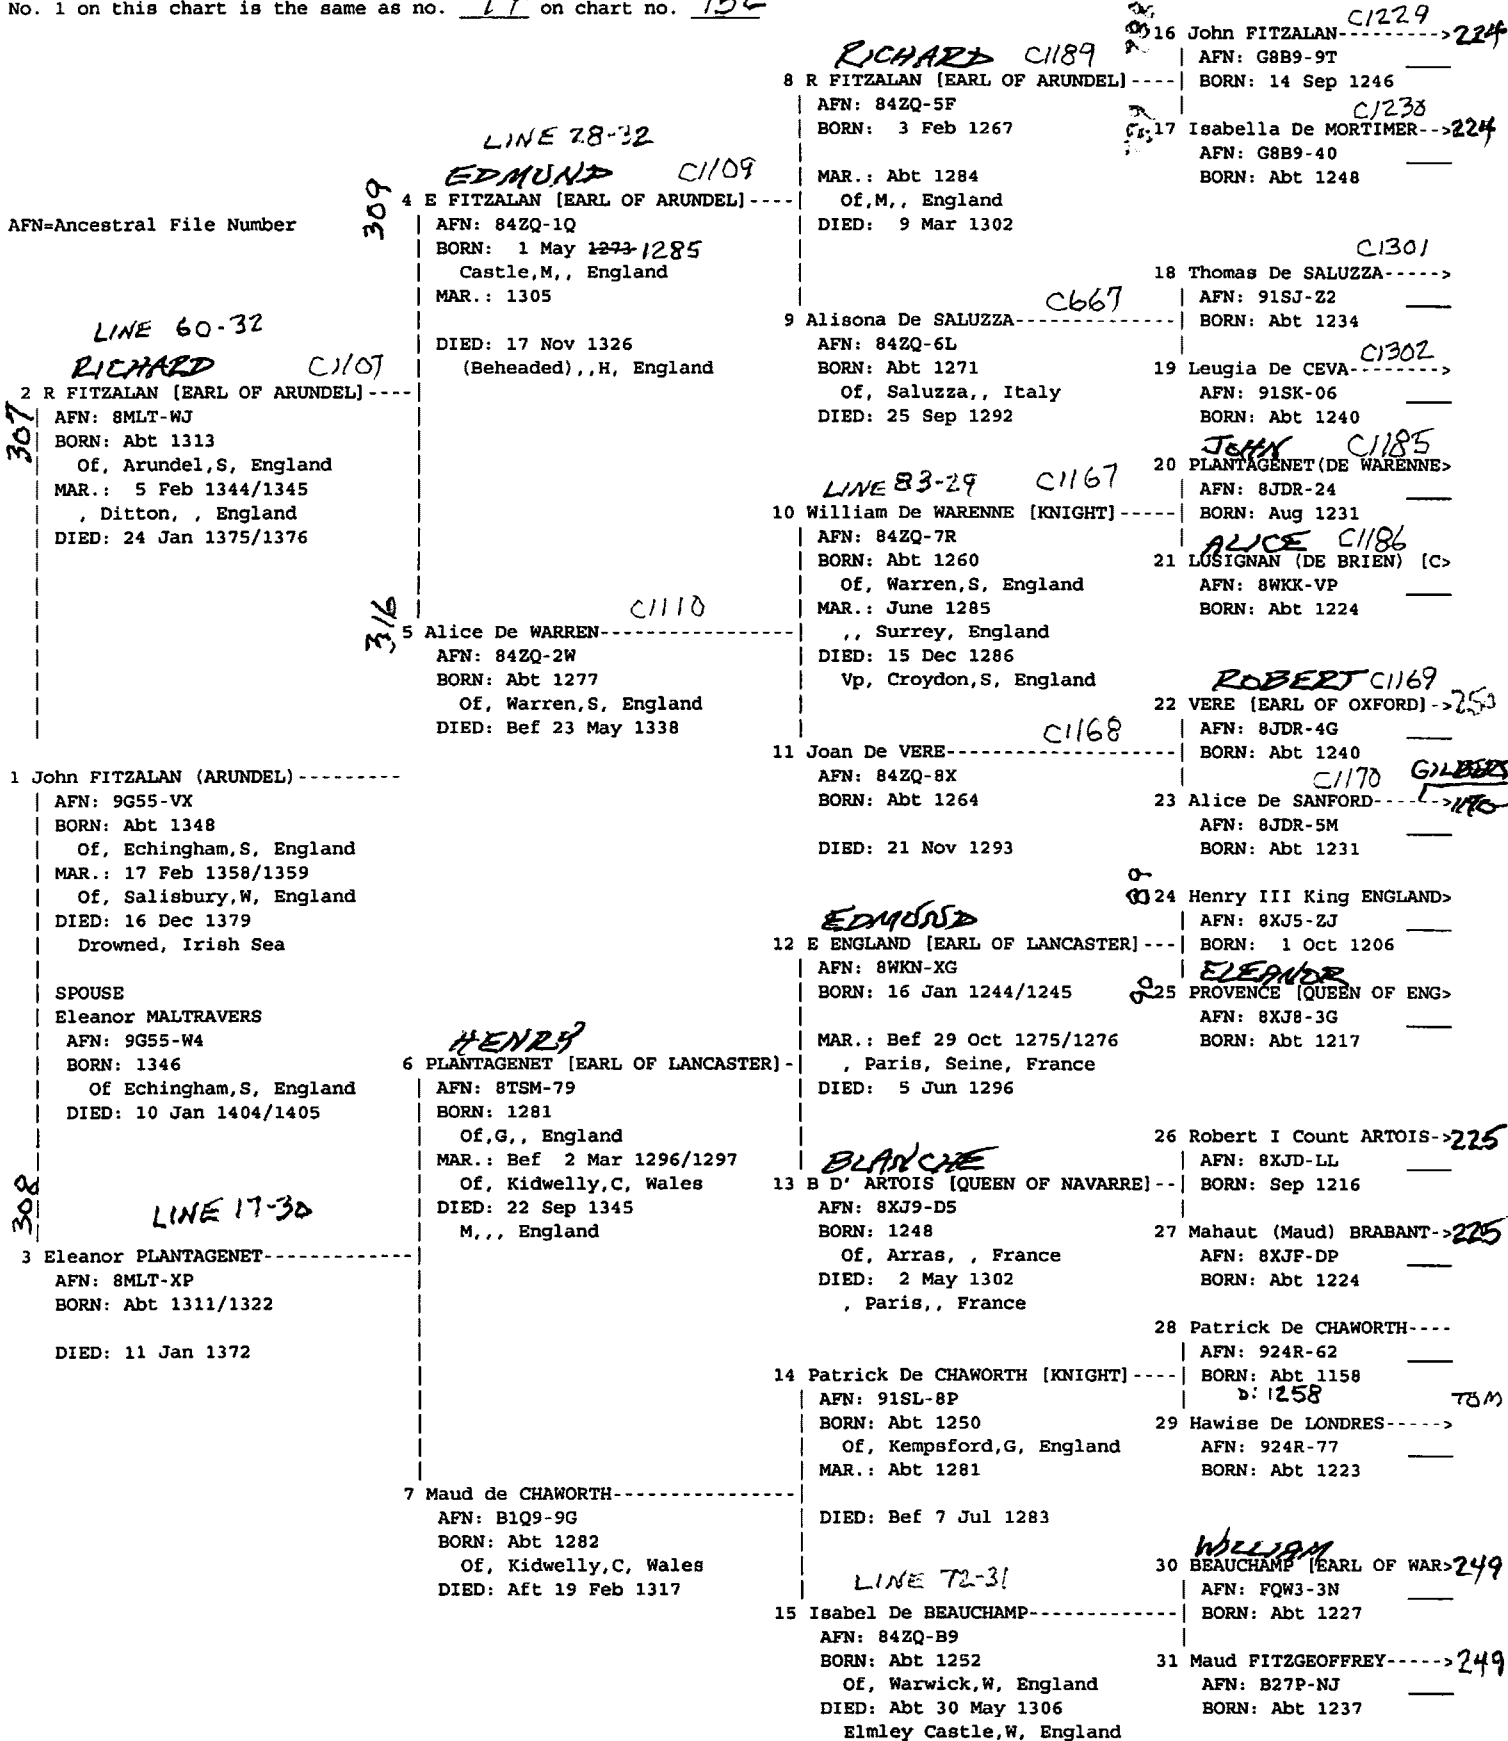 No. 1 on this chart is the same as no. on chart no.
AFN=Ancestral File Number
1 John FITZALAN (ARUNDEL)---------
AFN: 9G55-VX
BORN: Abt 1348
Of, Echingham,S, England
MAR.: 17 Feb 1358/1359
Of, Salisbury,W, England
DIED: 16 Dec 1379
Drowned, Irish Sea
SPOUSE
Eleanor MALTRAVERS
AFN: 9G55-W4
BORN: 1346
Of Echingham,S, England
DIED: 10 Jan 1404/1405
LINE 60-32
RICHARD C1107
307
2 R FITZALAN [EARL OF ARUNDEL]----
AFN: 8MLT-WJ
BORN: Abt 1313
Of, Arundel,S, England
MAR.: 5 Feb 1344/1345
, Ditton, , England
DIED: 24 Jan 1375/1376
308
LINE 17-30
3 Eleanor PLANTAGENET------------
AFN: 8MLT-XP
BORN: Abt 1311/1322
DIED: 11 Jan 1372
LINE 28-32
EDMUND C1109
309
4 E FITZALAN [EARL OF ARUNDEL]----
AFN: 84ZQ-1Q
BORN: 1 May 1273 1285
Castle,M,, England
MAR.: 1305
DIED: 17 Nov 1326
(Beheaded),,H, England
316
C1110
5 Alice De WARREN----------------
AFN: 84ZQ-2W
BORN: Abt 1277
Of, Warren,S, England
DIED: Bef 23 May 1338
HENRY
6 PLANTAGENET [EARL OF LANCASTER]-
AFN: 8TSM-79
BORN: 1281
Of,G,, England
MAR.: Bef 2 Mar 1296/1297
Of, Kidwelly,C, Wales
DIED: 22 Sep 1345
M,,, England
7 Maud de CHAWORTH---------------
AFN: B1Q9-9G
BORN: Abt 1282
Of, Kidwelly,C, Wales
DIED: Aft 19 Feb 1317
RICHARD C1189
8 R FITZALAN [EARL OF ARUNDEL]----
AFN: 84ZQ-5F
BORN: 3 Feb 1267
MAR.: Abt 1284
Of,M,, England
DIED: 9 Mar 1302
C667
9 Alisona De SALUZZA-------------
AFN: 84ZQ-6L
BORN: Abt 1271
Of, Saluzza,, Italy
DIED: 25 Sep 1292
LINE 83-29 C1167
10 William De WARENNE [KNIGHT]-----
AFN: 84ZQ-7R
BORN: Abt 1260
Of, Warren,S, England
MAR.: June 1285
,, Surrey, England
DIED: 15 Dec 1286
Vp, Croydon,S, England
C1168
11 Joan De VERE-------------------
AFN: 84ZQ-8X
BORN: Abt 1264
DIED: 21 Nov 1293
EDMUND
12 E ENGLAND [EARL OF LANCASTER]---
AFN: 8WKN-XG
BORN: 16 Jan 1244/1245
MAR.: Bef 29 Oct 1275/1276
, Paris, Seine, France
DIED: 5 Jun 1296
BLANCHE
13 B D' ARTOIS [QUEEN OF NAVARRE]--
AFN: 8XJ9-D5
BORN: 1248
Of, Arras, , France
DIED: 2 May 1302
, Paris,, France
14 Patrick De CHAWORTH [KNIGHT]----
AFN: 91SL-8P
BORN: Abt 1250
Of, Kempsford,G, England
MAR.: Abt 1281
DIED: Bef 7 Jul 1283
LINE 72-31
15 Isabel De BEAUCHAMP-------------
AFN: 84ZQ-B9
BORN: Abt 1252
Of, Warwick,W, England
DIED: Abt 30 May 1306
Elmley Castle,W, England
C1229
16 John FITZALAN--------->224
AFN: G8B9-9T
BORN: 14 Sep 1246
C1230
17 Isabella De MORTIMER-->224
AFN: G8B9-40
BORN: Abt 1248
C1301
18 Thomas De SALUZZA----->
AFN: 91SJ-Z2
BORN: Abt 1234
C1302
19 Leugia De CEVA-------->
AFN: 91SK-06
BORN: Abt 1240
JOHN C1185
20 PLANTAGENET(DE WARENNE>
AFN: 8JDR-24
BORN: Aug 1231
ALICE C1186
21 LUSIGNAN (DE BRIEN) [C>
AFN: 8WKK-VP
BORN: Abt 1224
ROBERT C1169
22 VERE [EARL OF OXFORD]->
AFN: 8JDR-4G
BORN: Abt 1240
C1170
23 Alice De SANFORD------>
AFN: 8JDR-5M
BORN: Abt 1231
89
24 Henry III King ENGLAND>
AFN: 8XJ5-ZJ
BORN: 1 Oct 1206
ELEANOR
90
25 PROVENCE [QUEEN OF ENG>
AFN: 8XJ8-3G
BORN: Abt 1217
26 Robert I Count ARTOIS->225
AFN: 8XJD-LL
BORN: Sep 1216
27 Mahaut (Maud) BRABANT->225
AFN: 8XJF-DP
BORN: Abt 1224
28 Patrick De CHAWORTH----
AFN: 924R-62
BORN: Abt 1158
D: 1258
TOM
29 Hawise De LONDRES----->
AFN: 924R-77
BORN: Abt 1223
WILLIAM
30 BEAUCHAMP [EARL OF WAR>249
AFN: FQW3-3N
BORN: Abt 1227
31 Maud FITZGEOFFREY----->249
AFN: B27P-NJ
BORN: Abt 1237